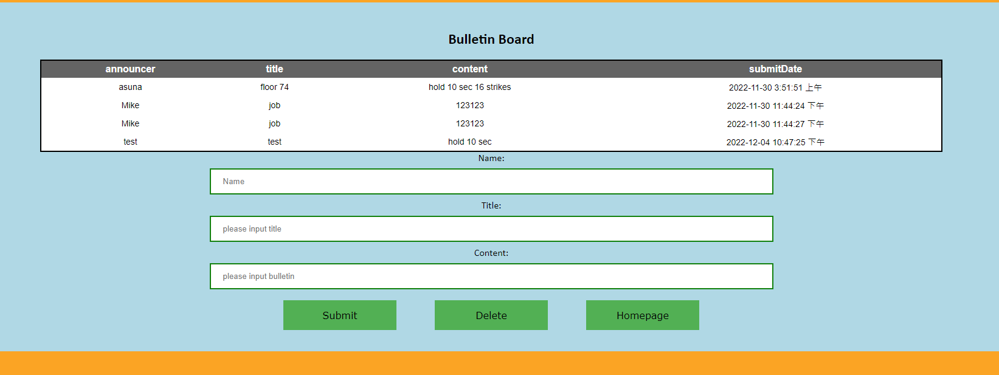 Bulletin Board
announcer title content submitDate
asuna floor 74 hold 10 sec 16 strikes 2022-11-30 3:51:51 上午
Mike job 123123 2022-11-30 11:44:24 下午
Mike job 123123 2022-11-30 11:44:27 下午
test test hold 10 sec 2022-12-04 10:47:25 下午
Name:
Name
Title:
please input title
Content:
please input bulletin
Submit Delete Homepage